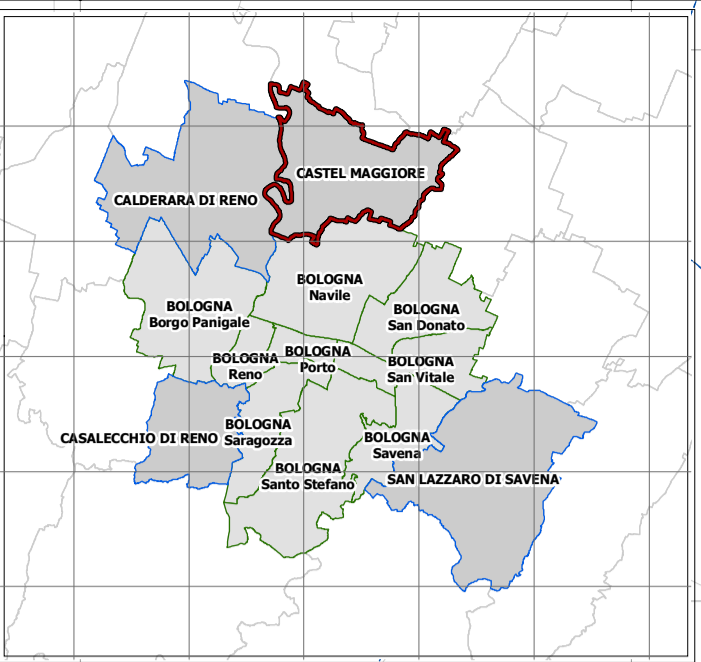 CASTEL MAGGIORE
CALDERARA DI RENO
BOLOGNA
Navile
BOLOGNA
Borgo Panigale
BOLOGNA
San Donato
BOLOGNA
Porto
BOLOGNA
Reno
BOLOGNA
San Vitale
BOLOGNA
Saragozza
CASALECCHIO DI RENO
BOLOGNA
Savena
BOLOGNA
Santo Stefano
SAN LAZZARO DI SAVENA